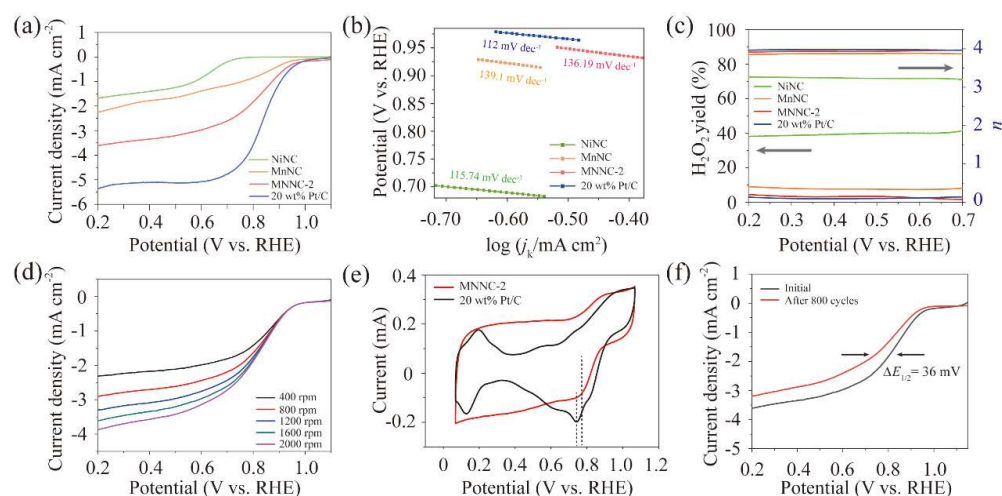 (a)
1
0
-1
-2
-3
-4
-5
-6
Current density (mA cm⁻²)
NiNC
MnNC
MNNC-2
20 wt% Pt/C
0.2 0.4 0.6 0.8 1.0
Potential (V vs. RHE)
(b)
0.95
0.90
0.75
0.70
Potential (V vs. RHE)
112 mV dec⁻¹
136.19 mV dec⁻¹
139.1 mV dec⁻¹
115.74 mV dec⁻¹
NiNC
MnNC
MNNC-2
20 wt% Pt/C
-0.70 -0.60 -0.50 -0.40
log (jₖ/mA cm²)
(c)
100
80
60
40
20
0
H₂O₂ yield (%)
NiNC
MnNC
MNNC-2
20 wt% Pt/C
4
3
2
1
0
n
0.2 0.3 0.4 0.5 0.6 0.7
Potential (V vs. RHE)
(d)
0
-1
-2
-3
-4
Current density (mA cm⁻²)
400 rpm
800 rpm
1200 rpm
1600 rpm
2000 rpm
0.2 0.4 0.6 0.8 1.0
Potential (V vs. RHE)
(e)
0.4
0.2
0
-0.2
Current (mA)
MNNC-2
20 wt% Pt/C
0 0.2 0.4 0.6 0.8 1.0 1.2
Potential (V vs. RHE)
(f)
1
0
-1
-2
-3
-4
-5
Current density (mA cm⁻²)
Initial
After 800 cycles
ΔE₁/₂= 36 mV
0.2 0.4 0.6 0.8 1.0
Potential (V vs. RHE)